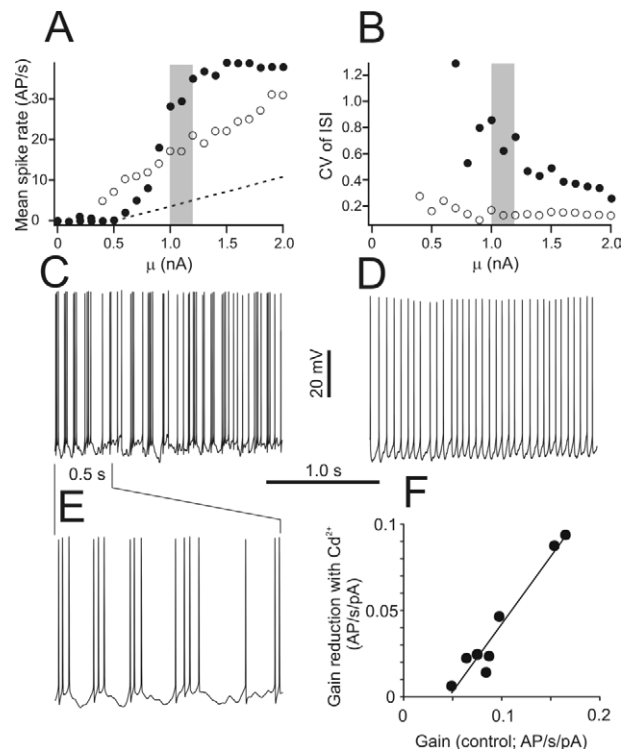 A
B
Mean spike rate (AP/s)
30
20
10
0
0.0 0.5 1.0 1.5 2.0
μ (nA)
CV of ISI
1.2
1.0
0.8
0.6
0.4
0.2
0.0 0.5 1.0 1.5 2.0
μ (nA)
C
D
20 mV
0.5 s
1.0 s
E
F
Gain reduction with Cd²⁺
(AP/s/pA)
0.1
0.05
0
0 0.1 0.2
Gain (control; AP/s/pA)